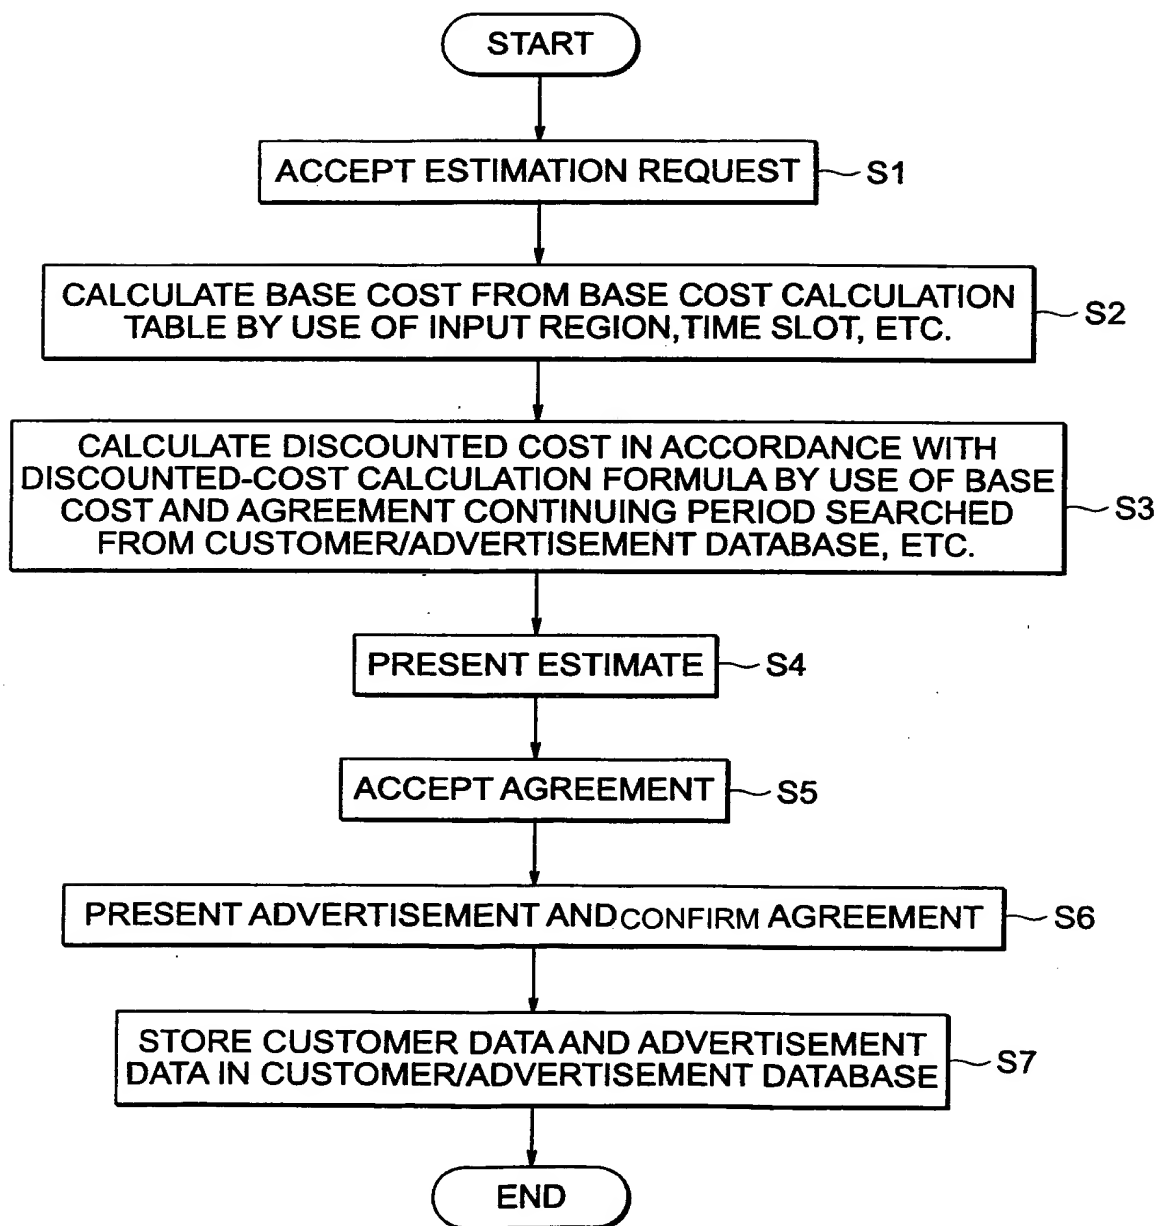 START
ACCEPT ESTIMATION REQUEST
S1
CALCULATE BASE COST FROM BASE COST CALCULATION
TABLE BY USE OF INPUT REGION, TIME SLOT, ETC.
S2
CALCULATE DISCOUNTED COST IN ACCORDANCE WITH
DISCOUNTED-COST CALCULATION FORMULA BY USE OF BASE
COST AND AGREEMENT CONTINUING PERIOD SEARCHED
FROM CUSTOMER/ADVERTISEMENT DATABASE, ETC.
S3
PRESENT ESTIMATE
S4
ACCEPT AGREEMENT
S5
PRESENT ADVERTISEMENT AND CONFIRM AGREEMENT
S6
STORE CUSTOMER DATA AND ADVERTISEMENT
DATA IN CUSTOMER/ADVERTISEMENT DATABASE
S7
END